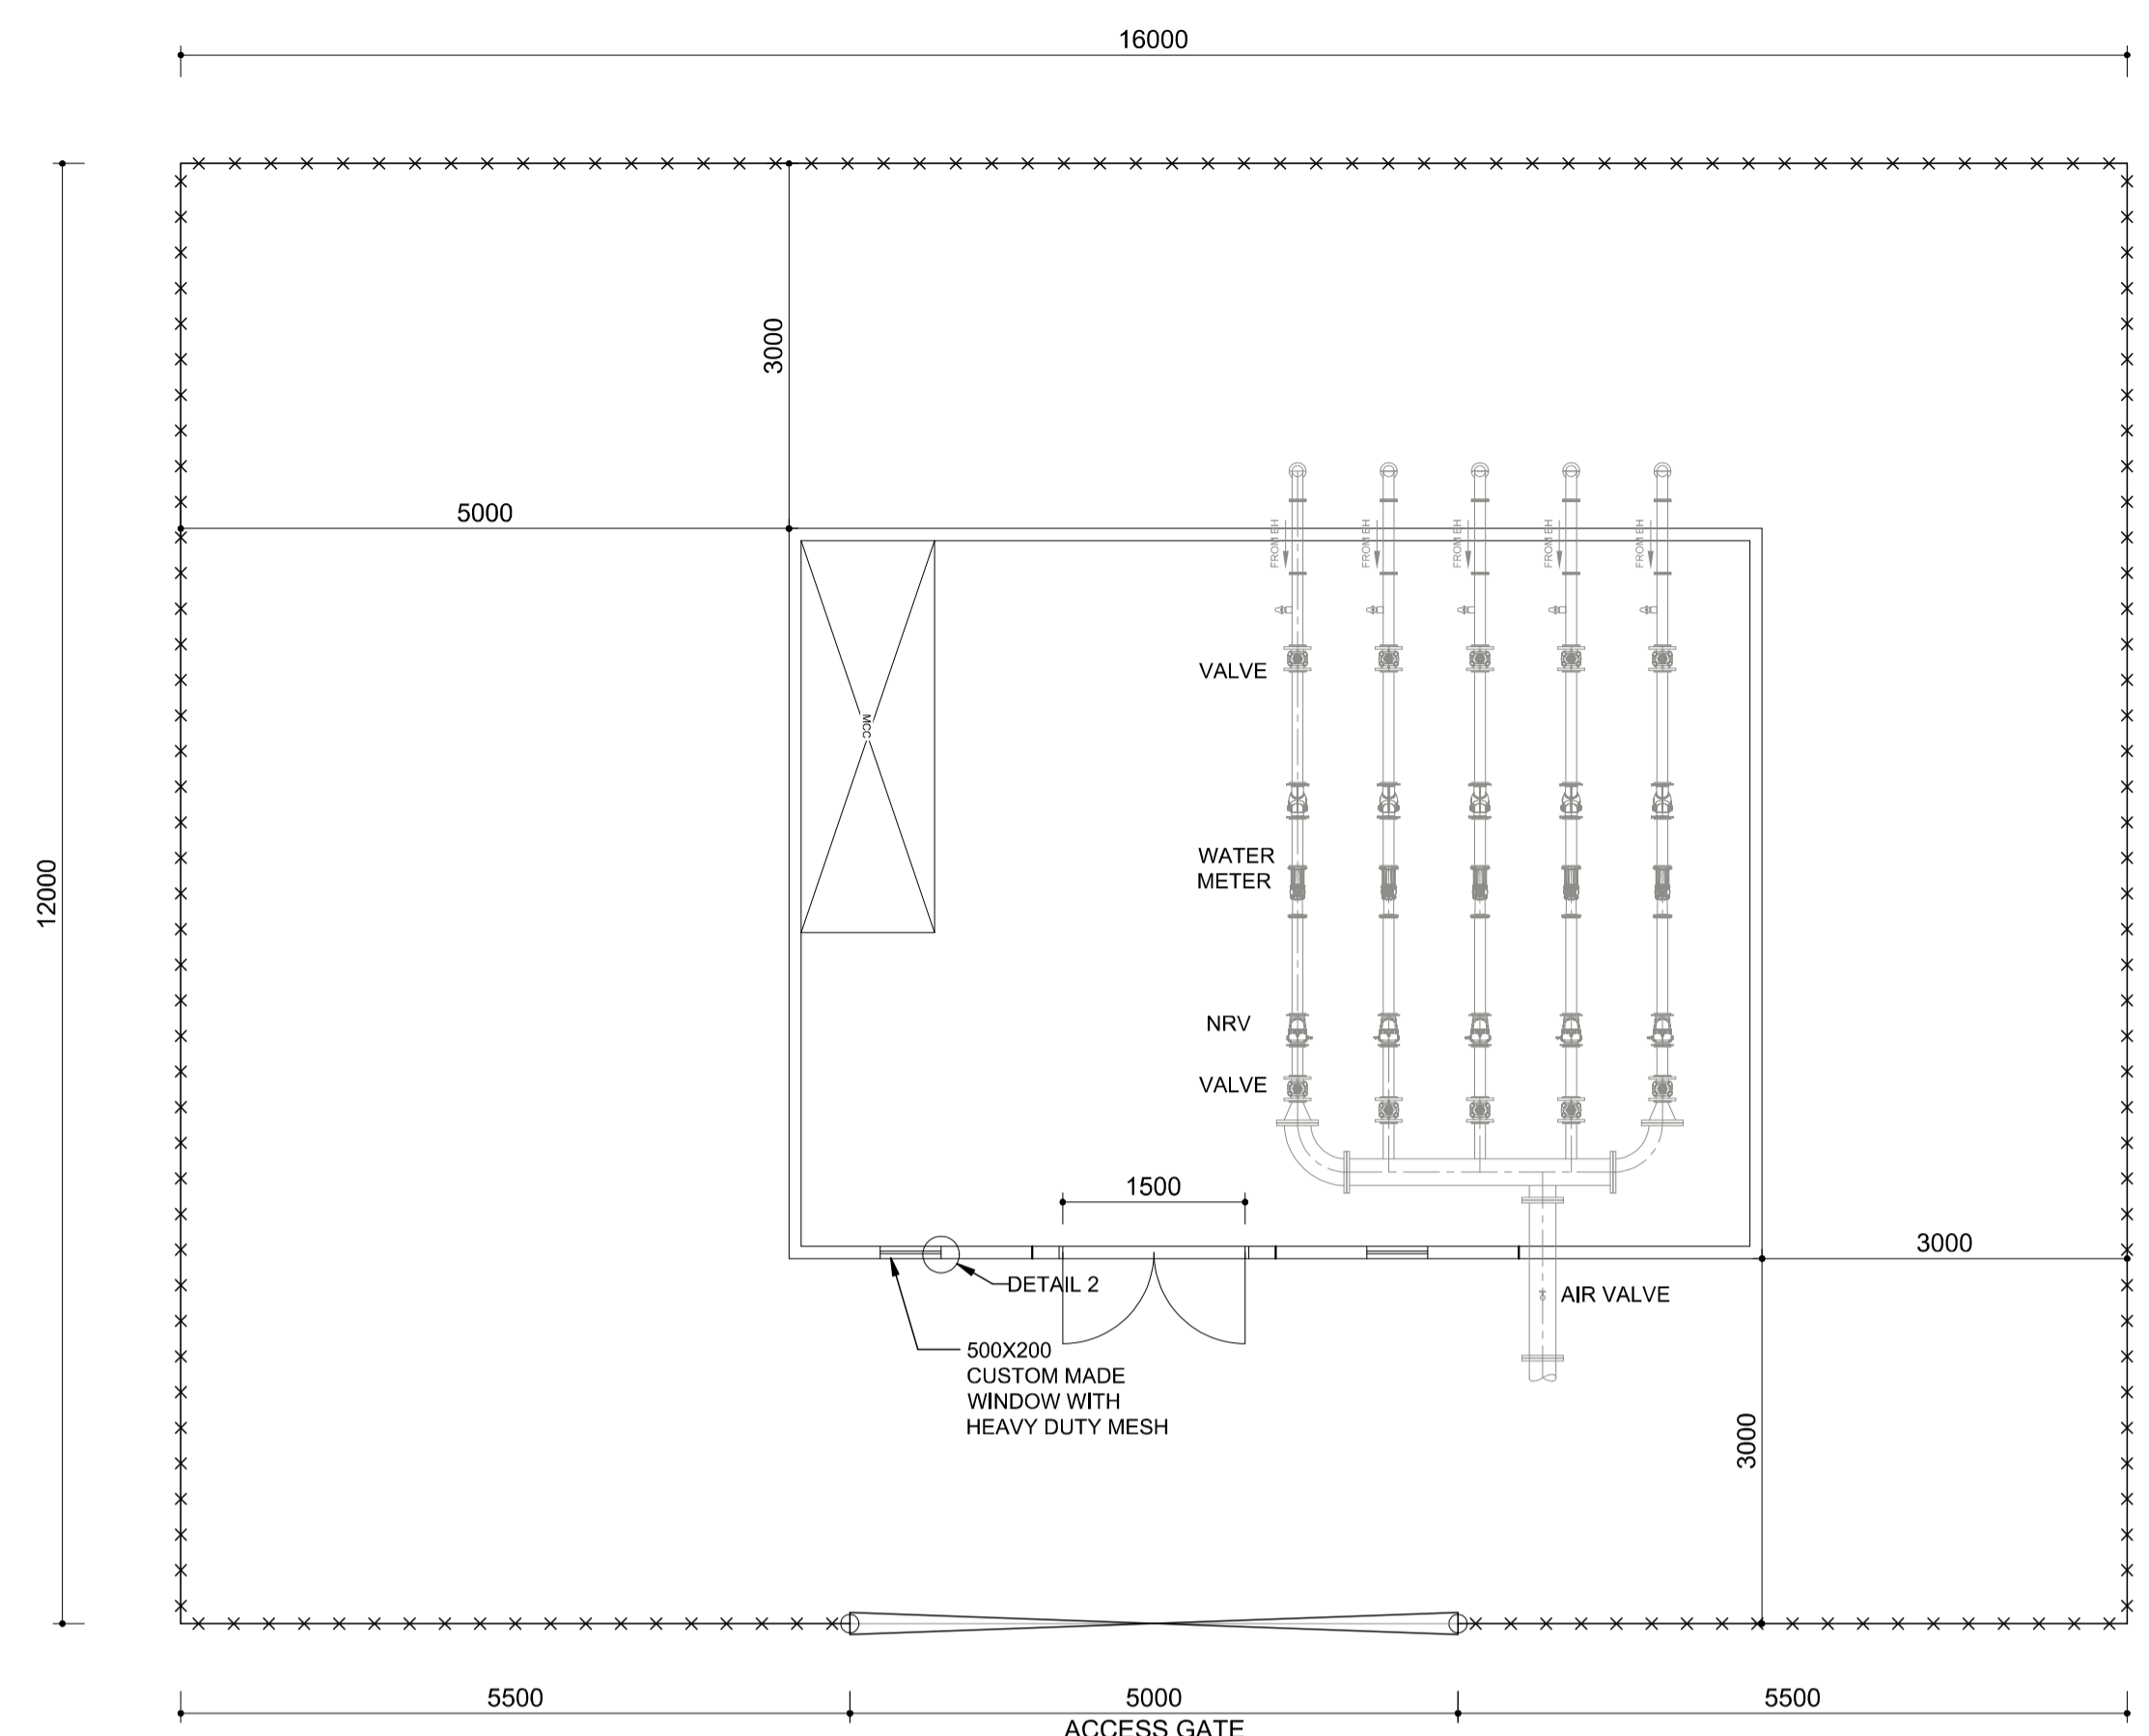 16000
3000
5000
FROM EH
FROM EH
FROM EH
FROM EH
FROM EH
VALVE
MCC
WATER
METER
12000
NRV
VALVE
1500
3000
DETAIL 2
AIR VALVE
500X200
CUSTOM MADE
WINDOW WITH
HEAVY DUTY MESH
3000
5500
5000
5500
ACCESS GATE